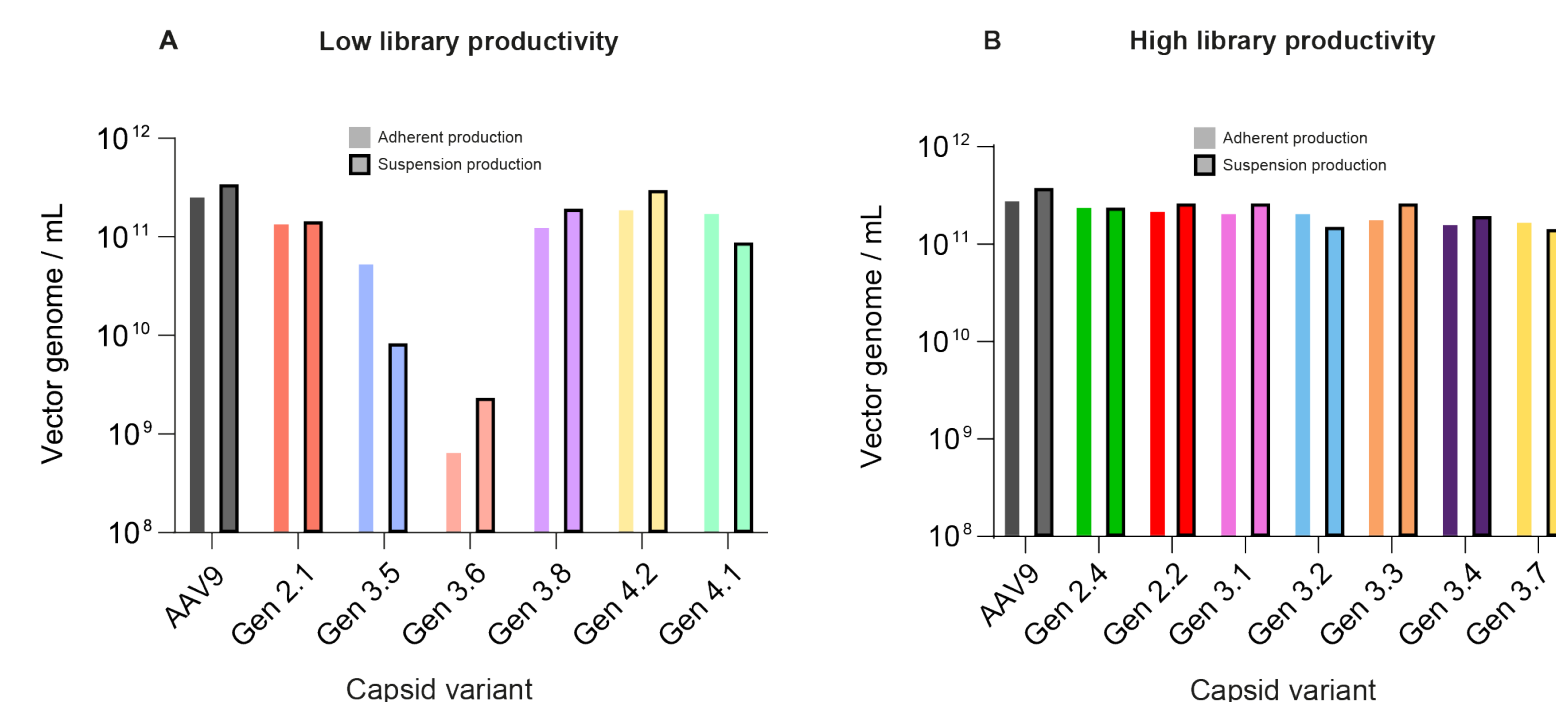 A Low library productivity
Adherent production
Suspension production
10^12
10^11
10^10
10^9
10^8
Vector genome / mL
AAV9
Gen 2.1
Gen 3.5
Gen 3.6
Gen 3.8
Gen 4.2
Gen 4.1
Capsid variant
B High library productivity
Adherent production
Suspension production
10^12
10^11
10^10
10^9
10^8
Vector genome / mL
AAV9
Gen 2.4
Gen 2.2
Gen 3.1
Gen 3.2
Gen 3.3
Gen 3.4
Gen 3.7
Capsid variant